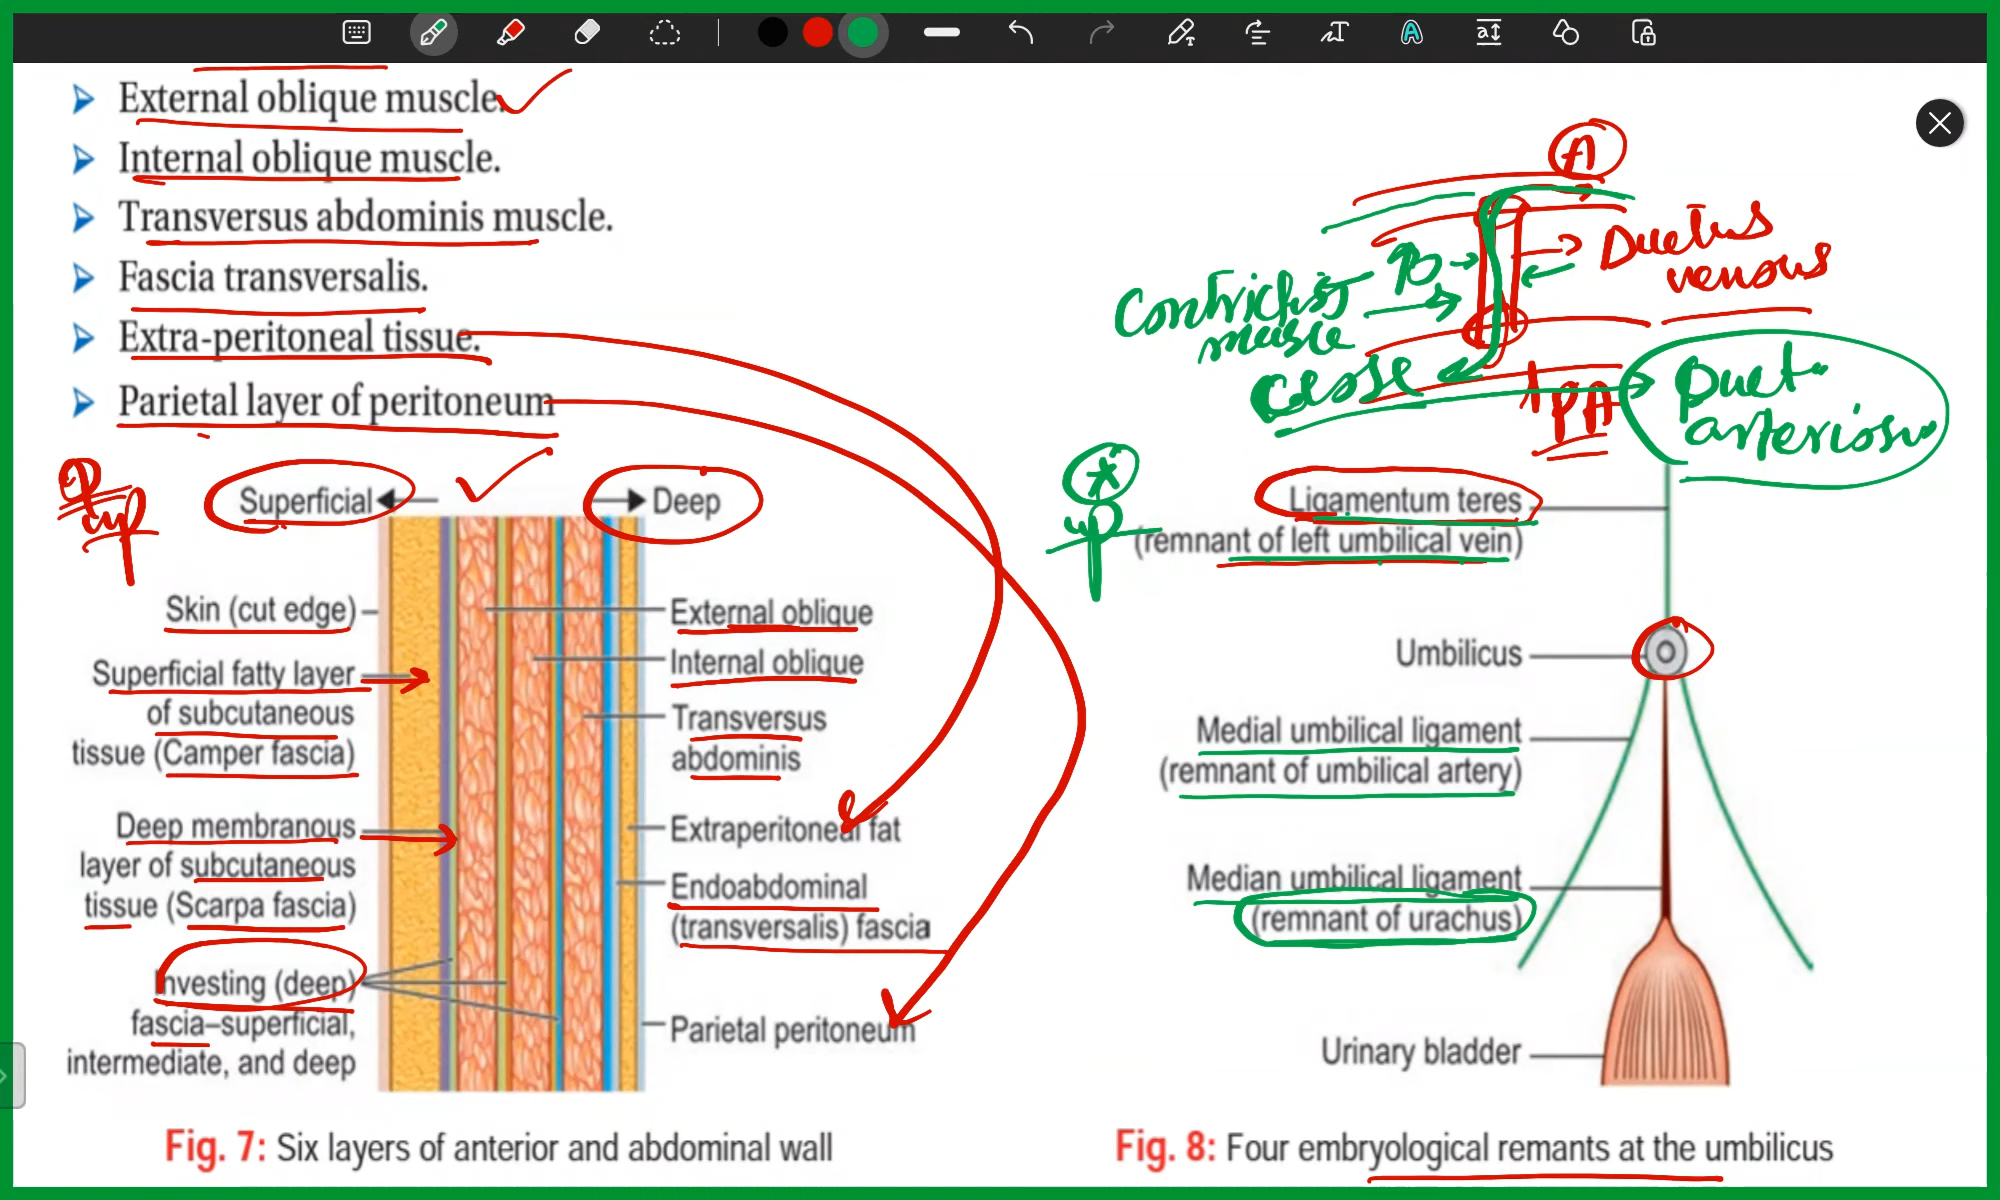 External oblique muscle.
Internal oblique muscle.
Transversus abdominis muscle.
Fascia transversalis.
Extra-peritoneal tissue.
Parietal layer of peritoneum
Superficial
Deep
Skin (cut edge)
Superficial fatty layer
of subcutaneous
tissue (Camper fascia)
Deep membranous
layer of subcutaneous
tissue (Scarpa fascia)
Investing (deep)
fascia–superficial,
intermediate, and deep
External oblique
Internal oblique
Transversus
abdominis
Extraperitoneal fat
Endoabdominal
(transversalis) fascia
Parietal peritoneum
Fig. 7: Six layers of anterior and abdominal wall
A
Ductus
venous
muscle
Close
PA
Duct
arteriosus
Ligamentum teres
(remnant of left umbilical vein)
Umbilicus
Medial umbilical ligament
(remnant of umbilical artery)
Median umbilical ligament
(remnant of urachus)
Urinary bladder
Fig. 8: Four embryological remants at the umbilicus